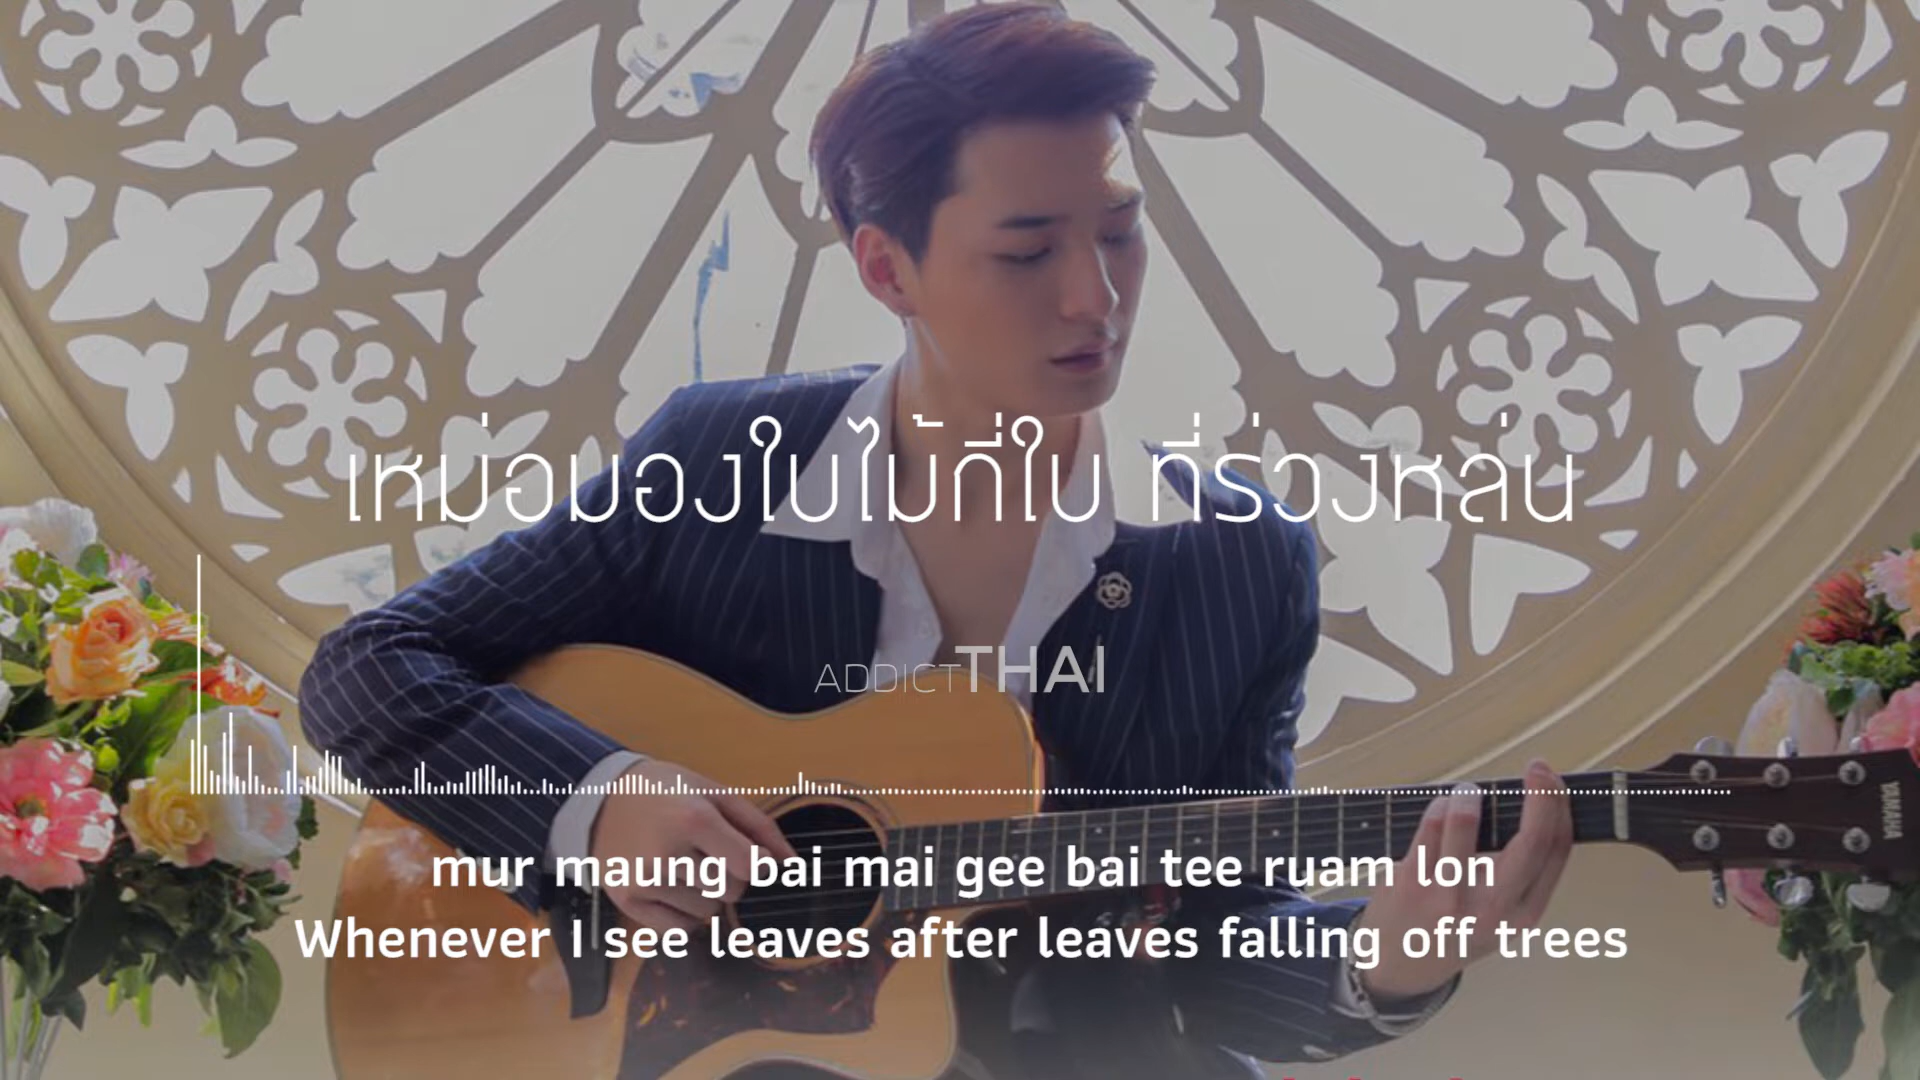 เหม่อมองใบไม้กี่ใบ ที่ร่วงหล่น
ADDICTTHAI
YAMAHA
mur maung bai mai gee bai tee ruam lon
Whenever I see leaves after leaves falling off trees